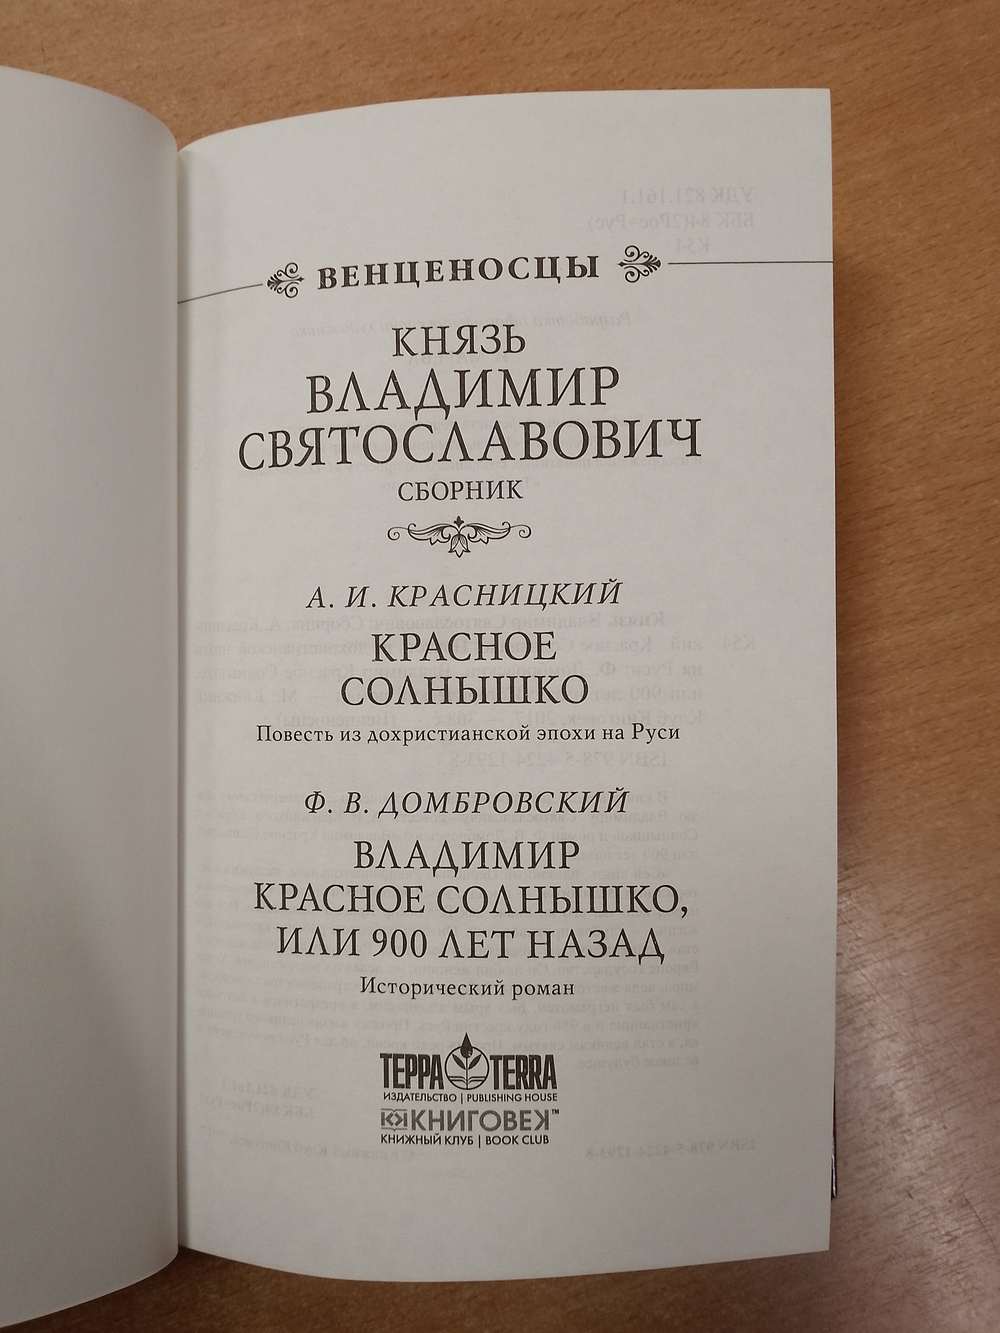 ВЕНЦЕНОСЦЫ
КНЯЗЬ
ВЛАДИМИР
СВЯТОСЛАВОВИЧ
СБОРНИК
А. И. КРАСНИЦКИЙ
КРАСНОЕ
СОЛНЫШКО
Повесть из дохристианской эпохи на Руси
Ф. В. ДОМБРОВСКИЙ
ВЛАДИМИР
КРАСНОЕ СОЛНЫШКО,
ИЛИ 900 ЛЕТ НАЗАД
Исторический роман
ТЕРРА TERRA
ИЗДАТЕЛЬСТВО | PUBLISHING HOUSE
КНИГОВЕК™
КНИЖНЫЙ КЛУБ | BOOK CLUB